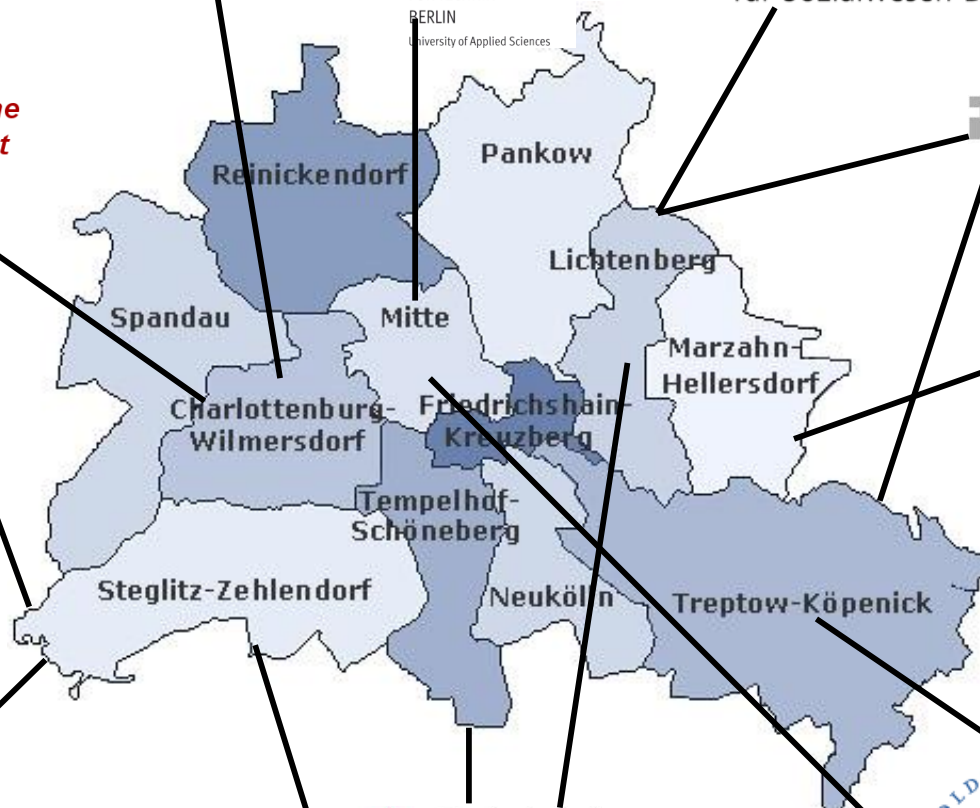 BERLIN
University of Applied Sciences
Reinickendorf
Pankow
Lichtenberg
Spandau
Mitte
Marzahn-
Hellersdorf
Charlottenburg-
Wilmersdorf
Friedrichshain-
Kreuzberg
Tempelhof-
Schöneberg
Steglitz-Zehlendorf
Neukölln
Treptow-Köpenick